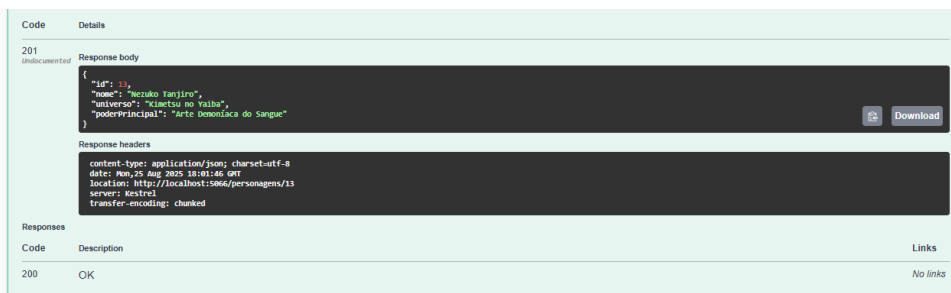 Code Details
201
Undocumented
Response body
{
"id": 13,
"nome": "Nezuko Tanjiro",
"universo": "Kimetsu no Yaiba",
"poderPrincipal": "Arte Demoníaca do Sangue"
}
Download
Response headers
content-type: application/json; charset=utf-8
date: Mon,25 Aug 2025 18:01:46 GMT
location: http://localhost:5066/personagens/13
server: Kestrel
transfer-encoding: chunked
Responses
Code Description Links
200 OK No links